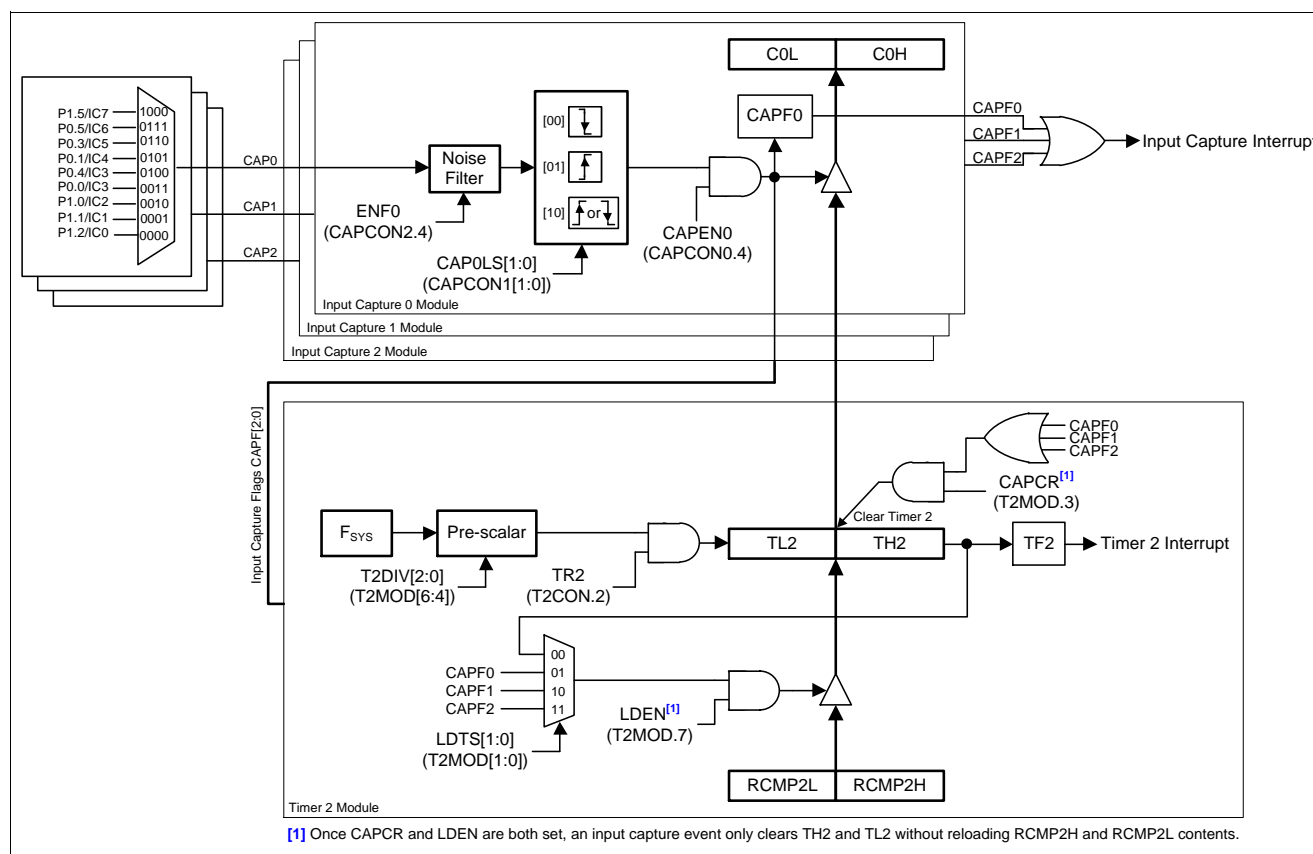 C0L C0H
P1.5/IC7 1000
P0.5/IC6 0111
P0.3/IC5 0110
P0.1/IC4 0101
P0.4/IC3 0100
P0.0/IC3 0011
P1.0/IC2 0010
P1.1/IC1 0001
P1.2/IC0 0000
CAP0
CAP1
CAP2
Noise
Filter
ENF0
(CAPCON2.4)
[00]
[01]
[10] or
CAP0LS[1:0]
(CAPCON1[1:0])
CAPEN0
(CAPCON0.4)
CAPF0
CAPF0
CAPF1
CAPF2
Input Capture Interrupt
Input Capture 0 Module
Input Capture 1 Module
Input Capture 2 Module
Input Capture Flags CAPF[2:0]
CAPF0
CAPF1
CAPF2
CAPCR[1]
(T2MOD.3)
Clear Timer 2
FSYS
Pre-scalar
T2DIV[2:0]
(T2MOD[6:4])
TR2
(T2CON.2)
TL2 TH2
TF2
Timer 2 Interrupt
00
CAPF0 01
CAPF1 10
CAPF2 11
LDTS[1:0]
(T2MOD[1:0])
LDEN[1]
(T2MOD.7)
RCMP2L RCMP2H
Timer 2 Module
[1] Once CAPCR and LDEN are both set, an input capture event only clears TH2 and TL2 without reloading RCMP2H and RCMP2L contents.